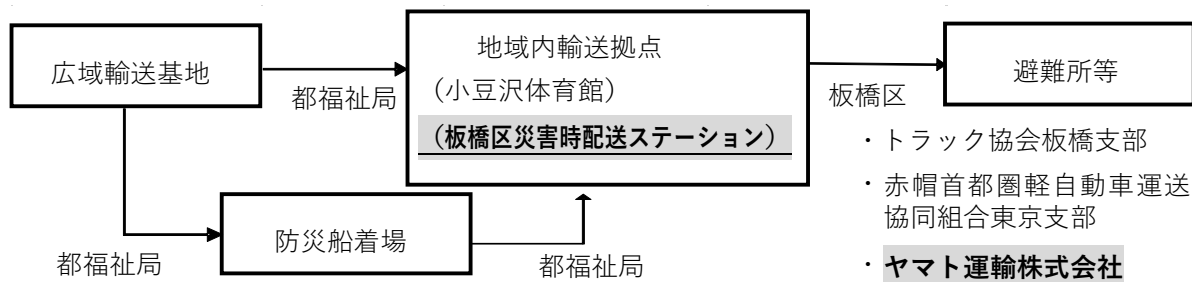 広域輸送基地
都福祉局
地域内輸送拠点
（小豆沢体育館）
（板橋区災害時配送ステーション）
板橋区
避難所等
・トラック協会板橋支部
・赤帽首都圏軽自動車運送
協同組合東京支部
・ヤマト運輸株式会社
都福祉局
防災船着場
都福祉局